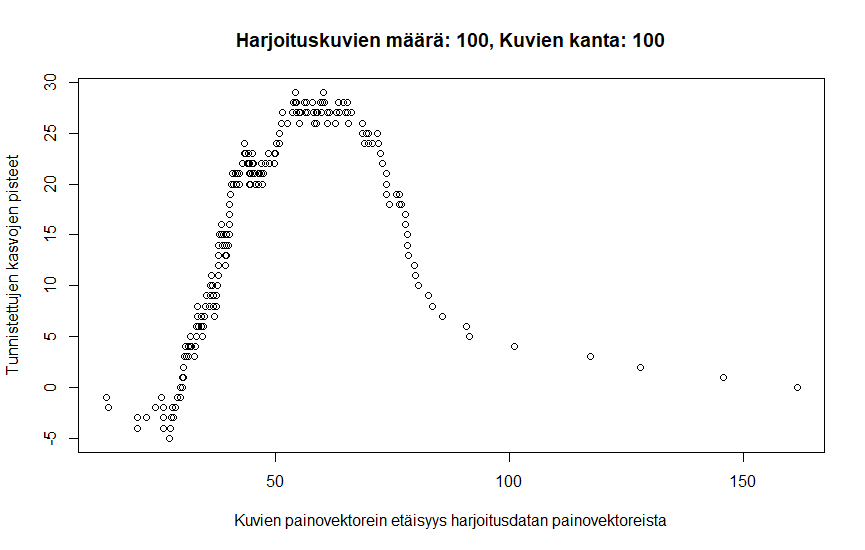 Harjoituskuvien määrä: 100, Kuvien kanta: 100
Tunnistettujen kasvojen pisteet
30
25
20
15
10
5
0
-5
50 100 150
Kuvien painovektorein etäisyys harjoitusdatan painovektoreista